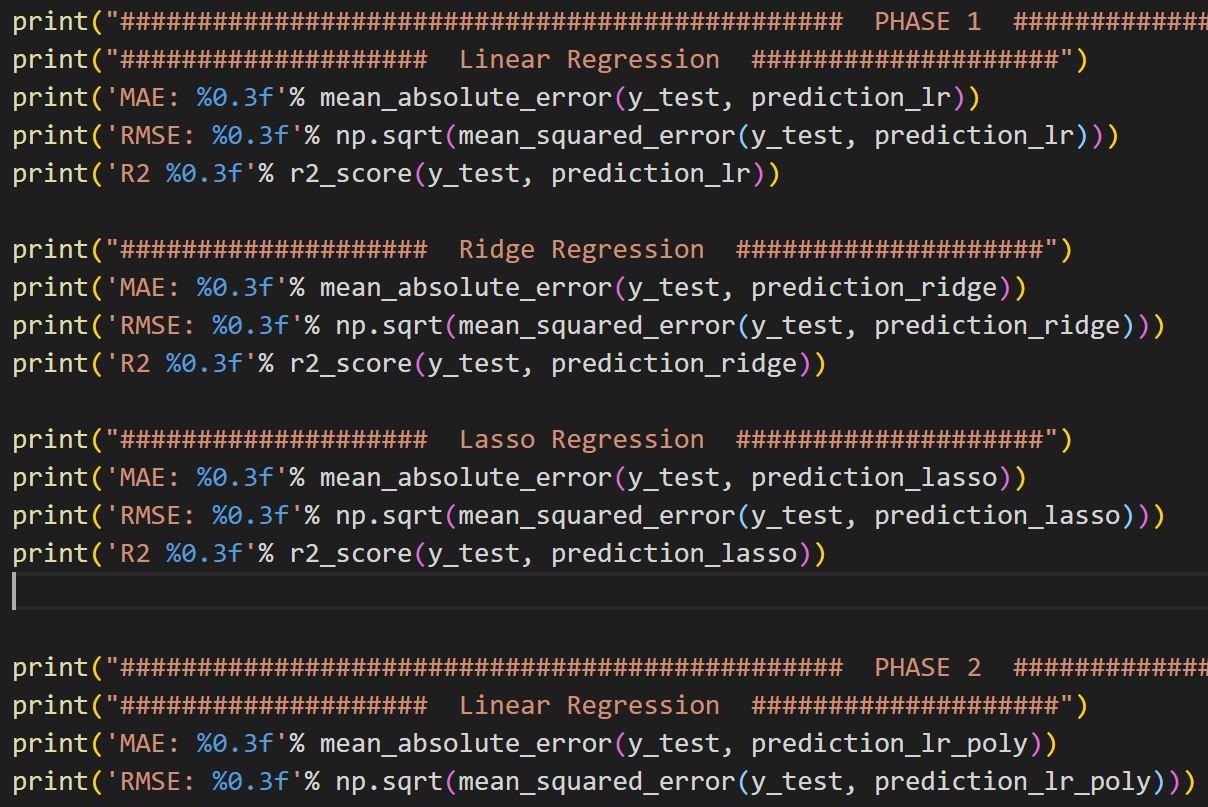 print("###############################################  PHASE 1  #############
print("####################  Linear Regression  ####################")
print('MAE: %0.3f'% mean_absolute_error(y_test, prediction_lr))
print('RMSE: %0.3f'% np.sqrt(mean_squared_error(y_test, prediction_lr)))
print('R2 %0.3f'% r2_score(y_test, prediction_lr))
print("####################  Ridge Regression  ####################")
print('MAE: %0.3f'% mean_absolute_error(y_test, prediction_ridge))
print('RMSE: %0.3f'% np.sqrt(mean_squared_error(y_test, prediction_ridge)))
print('R2 %0.3f'% r2_score(y_test, prediction_ridge))
print("####################  Lasso Regression  ####################")
print('MAE: %0.3f'% mean_absolute_error(y_test, prediction_lasso))
print('RMSE: %0.3f'% np.sqrt(mean_squared_error(y_test, prediction_lasso)))
print('R2 %0.3f'% r2_score(y_test, prediction_lasso))
print("###############################################  PHASE 2  #############
print("####################  Linear Regression  ####################")
print('MAE: %0.3f'% mean_absolute_error(y_test, prediction_lr_poly))
print('RMSE: %0.3f'% np.sqrt(mean_squared_error(y_test, prediction_lr_poly)))